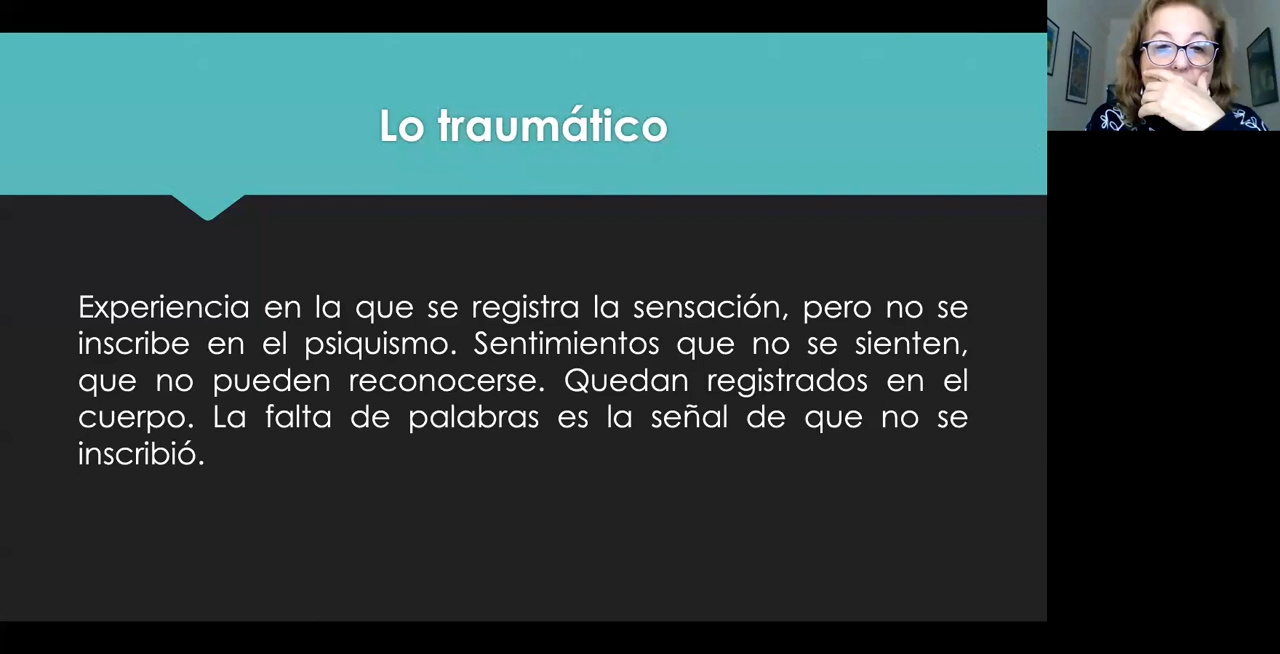 Lo traumático
Experiencia en la que se registra la sensación, pero no se
inscribe en el psiquismo. Sentimientos que no se sienten,
que no pueden reconocerse. Quedan registrados en el
cuerpo. La falta de palabras es la señal de que no se
inscribió.